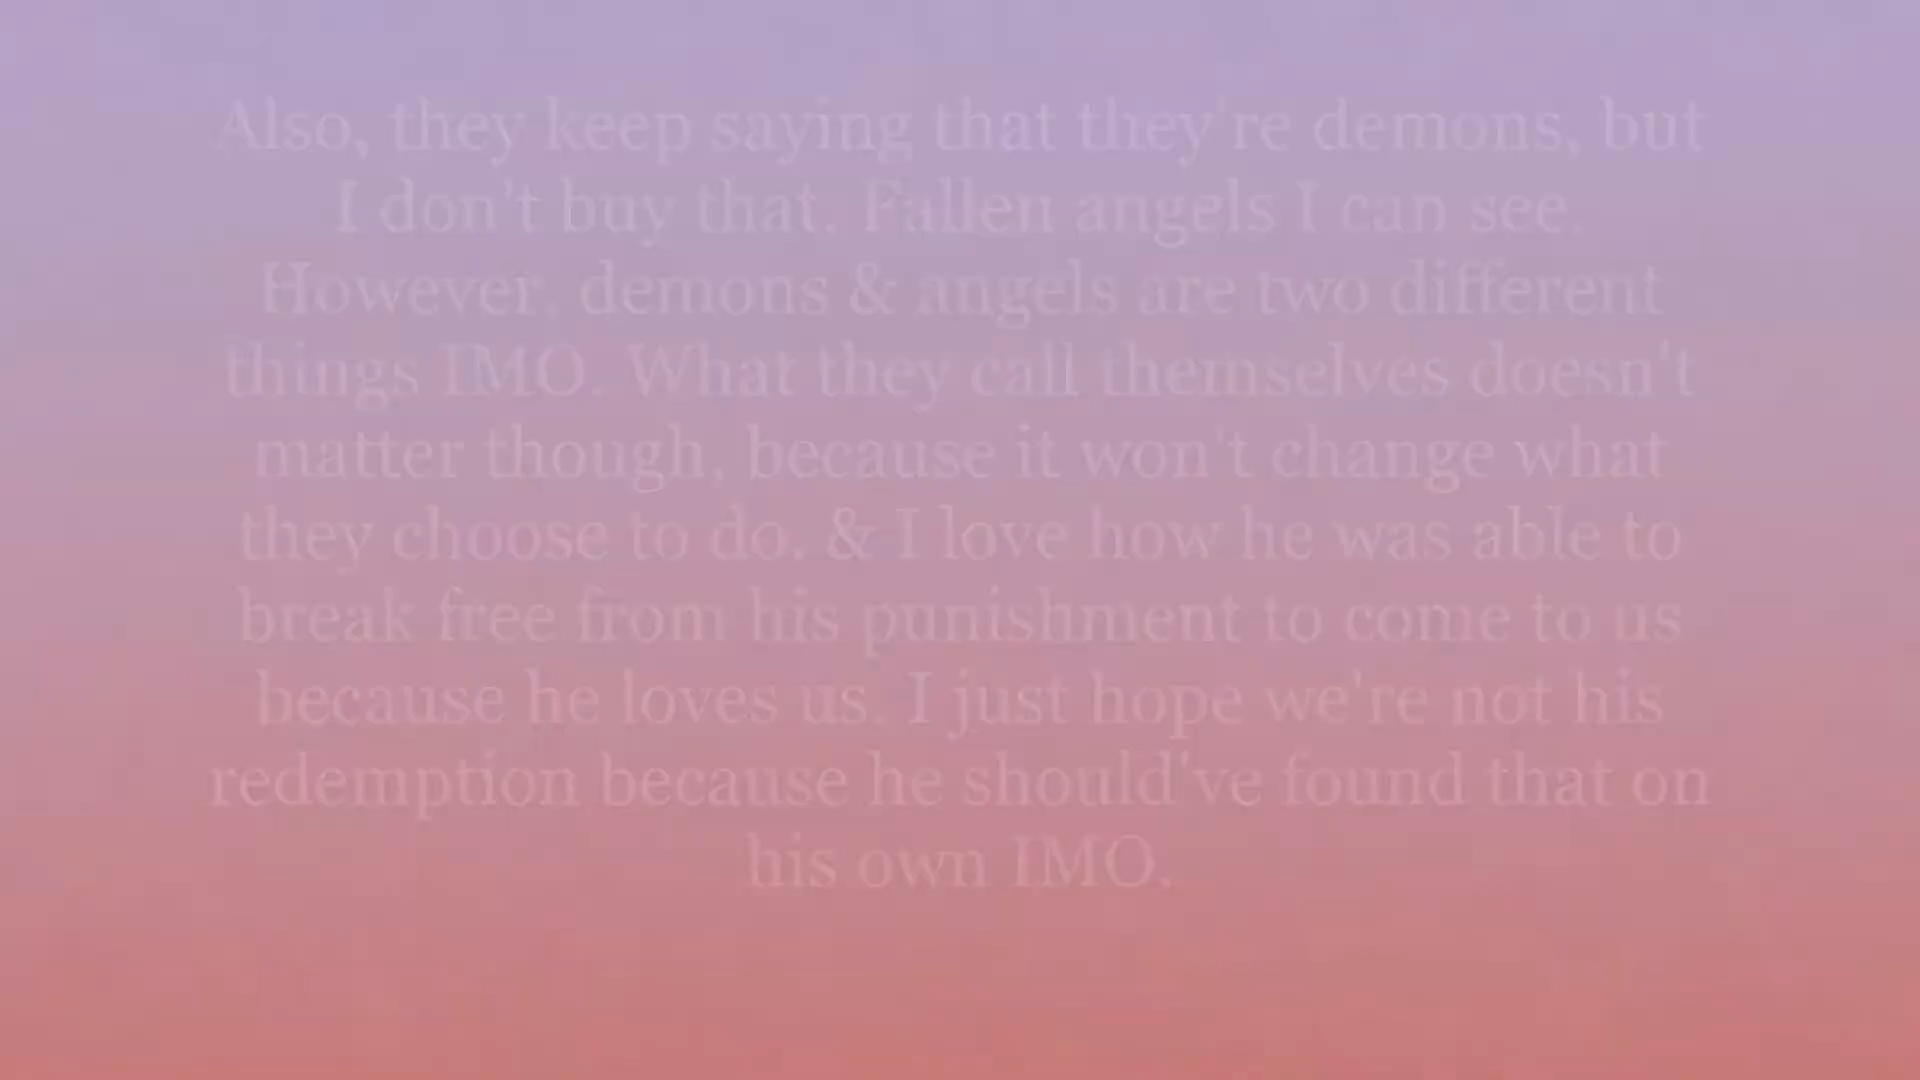 Also, they keep saying that they're demons, but
I don't buy that. Fallen angels I can see.
However, demons & angels are two different
things IMO. What they call themselves doesn't
matter though, because it won't change what
they choose to do. & I love how he was able to
break free from his punishment to come to us
because he loves us. I just hope we're not his
redemption because he should've found that on
his own IMO.